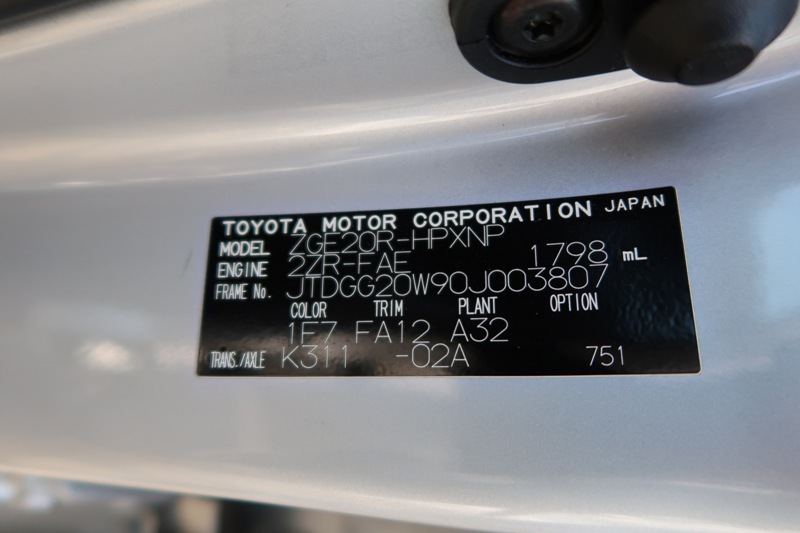 TOYOTA MOTOR CORPORATION JAPAN
MODEL ZGE20R-HPXNP
ENGINE 2ZR-FAE 1798 mL
FRAME No. JTDGG20W90J003807
COLOR TRIM PLANT OPTION
1F7 FA12 A32
TRANS./AXLE K311 -02A 751